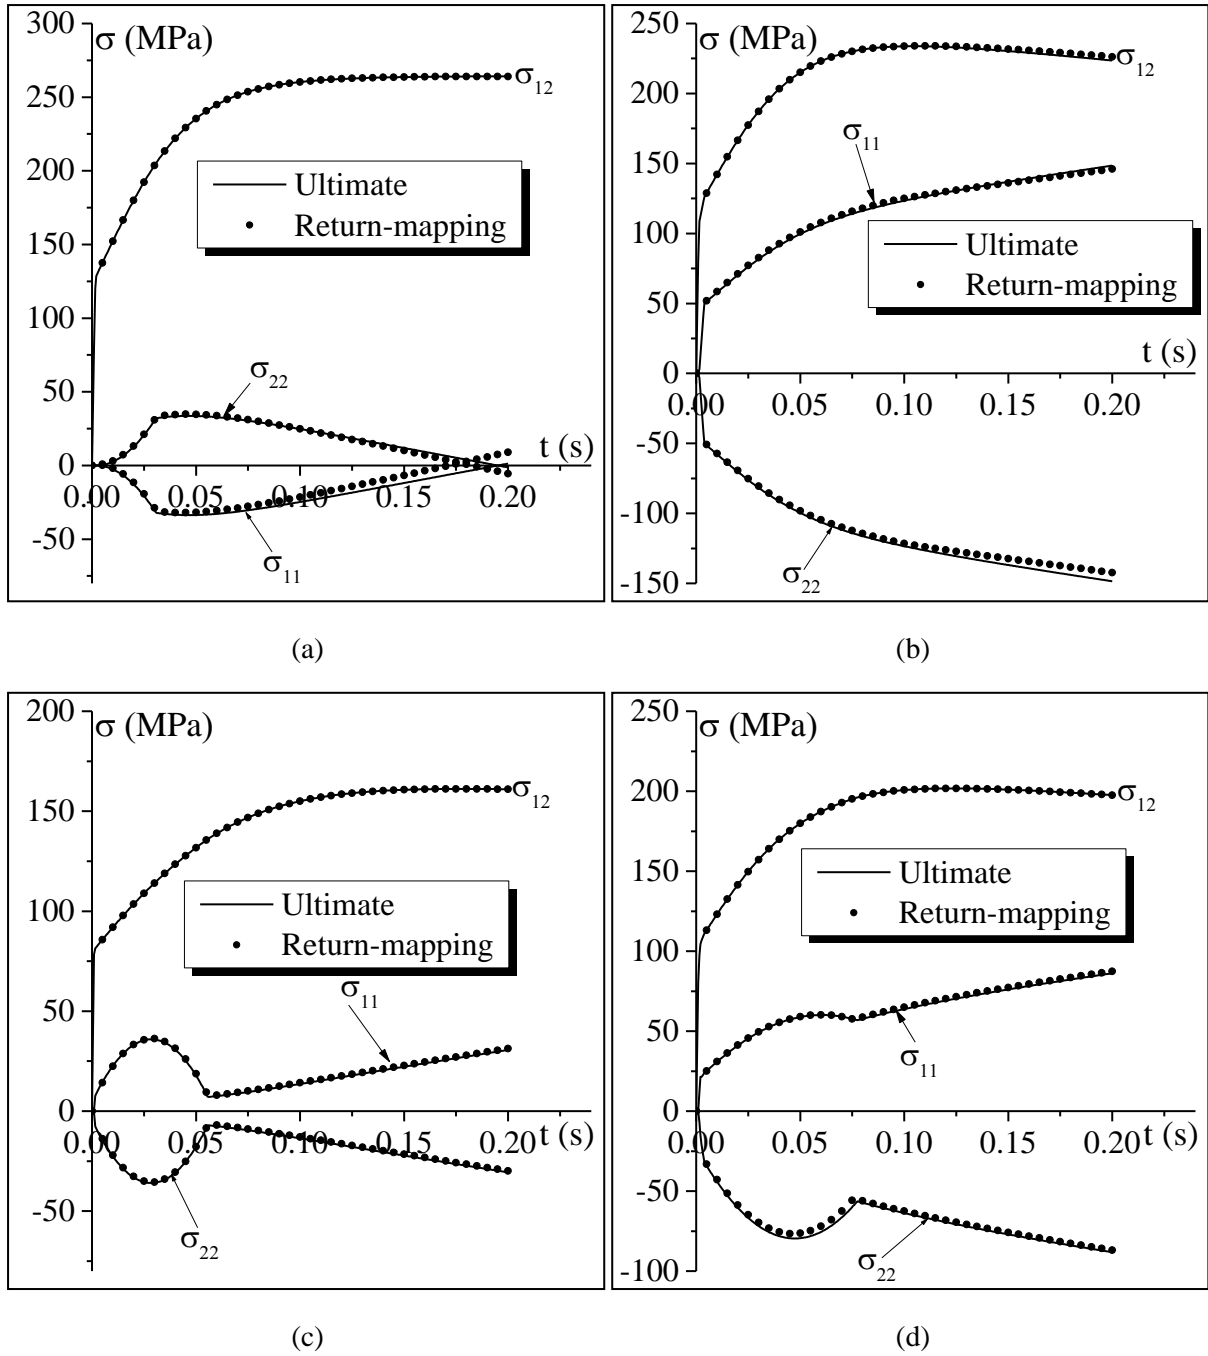 300
σ (MPa)
250
σ12
200
Ultimate
Return-mapping
150
100
50
σ22
t (s)
0
0.00
0.05
0.10
0.15
0.20
-50
σ11
(a)
250
σ (MPa)
σ12
200
σ11
150
Ultimate
100
Return-mapping
50
t (s)
0
0.00
0.05
0.10
0.15
0.20
-50
-100
σ22
-150
(b)
200
σ (MPa)
σ12
150
Ultimate
100
Return-mapping
σ11
50
0
0.00
0.05
0.10
0.15
0.20
t (s)
-50
σ22
(c)
250
σ (MPa)
200
σ12
150
Ultimate
Return-mapping
100
50
σ11
0
0.00
0.05
0.10
0.15
0.20
t (s)
-50
σ22
-100
(d)